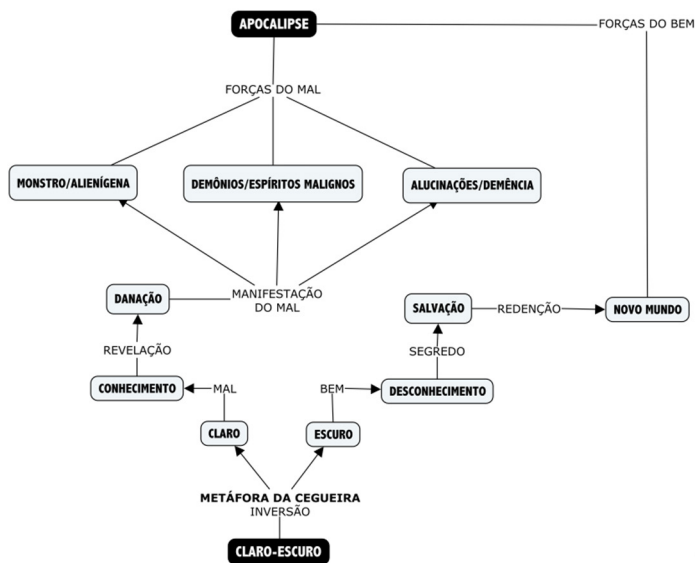 APOCALIPSE
FORÇAS DO BEM
FORÇAS DO MAL
MONSTRO/ALIENÍGENA
DEMÔNIOS/ESPÍRITOS MALIGNOS
ALUCINAÇÕES/DEMÊNCIA
DANAÇÃO
MANIFESTAÇÃO
DO MAL
SALVAÇÃO
REDENÇÃO
NOVO MUNDO
REVELAÇÃO
SEGREDO
CONHECIMENTO
MAL
BEM
DESCONHECIMENTO
CLARO
ESCURO
METÁFORA DA CEGUEIRA
INVERSÃO
CLARO-ESCURO